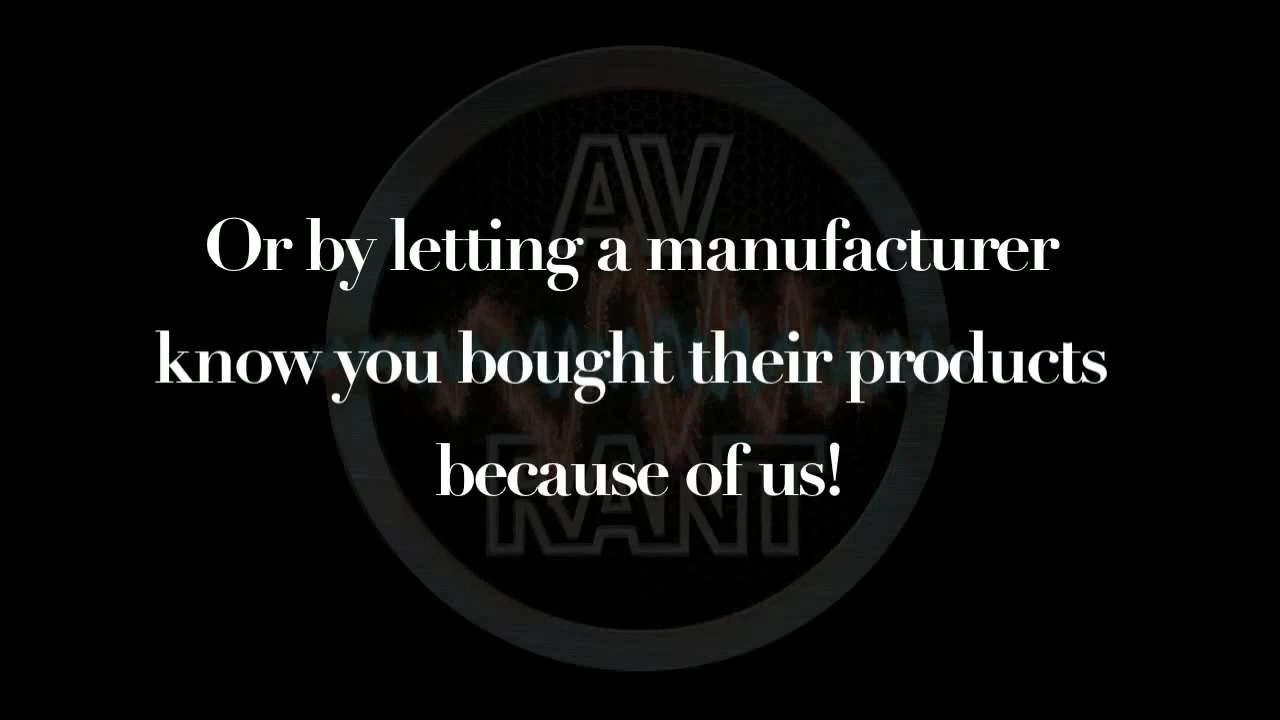 AV
Or by letting a manufacturer
know you bought their products
because of us!
RANT